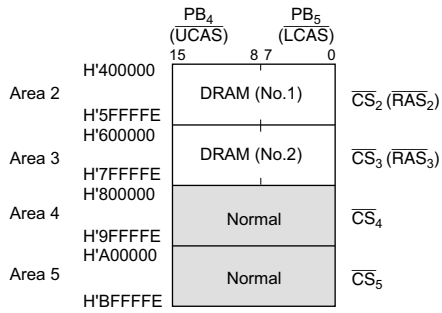 PB4 PB5
(UCAS) (LCAS)
15 8 7 0
H'400000
Area 2 DRAM (No.1) CS2 (RAS2)
H'5FFFFE
H'600000
Area 3 DRAM (No.2) CS3 (RAS3)
H'7FFFFE
H'800000
Area 4 Normal CS4
H'9FFFFE
H'A00000
Area 5 Normal CS5
H'BFFFFE